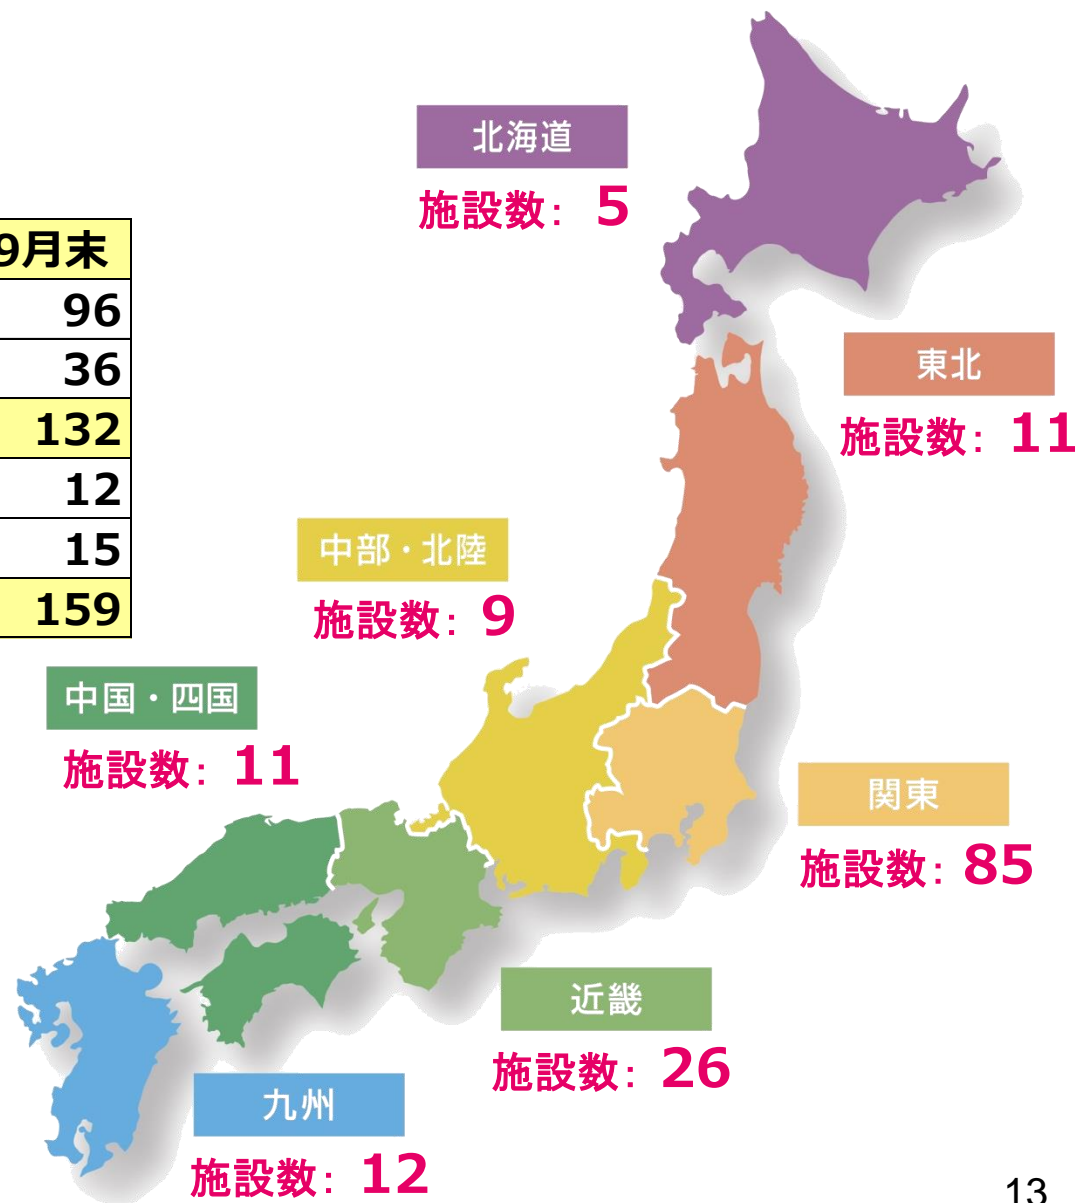 北海道
施設数: 5
9月末
96
36
132
12
15
159
東北
施設数: 11
中部・北陸
施設数: 9
中国・四国
施設数: 11
関東
施設数: 85
近畿
施設数: 26
九州
施設数: 12
13